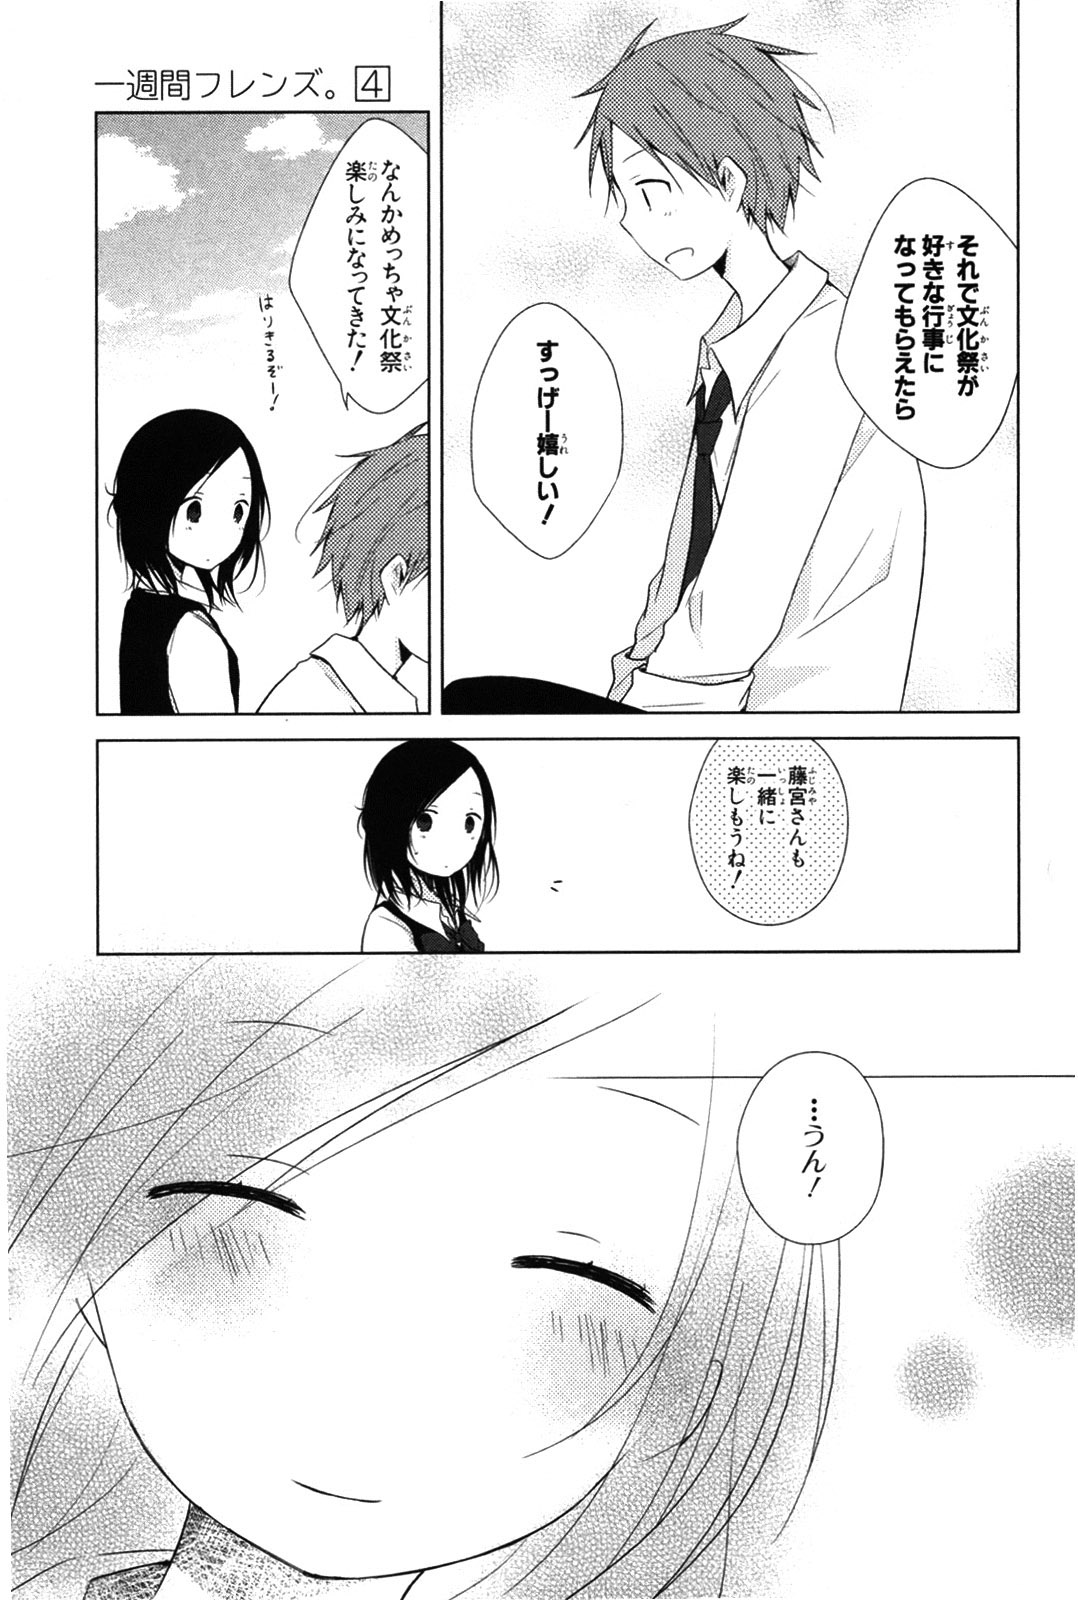 一週間フレンズ。4
それで文化祭が
好きな行事に
なってもらえたら
すっげー嬉しい!
なんかめっちゃ文化祭
楽しみになってきた!
はりきるぞー!
藤宮さんも
一緒に
楽しもうね!
…うん!